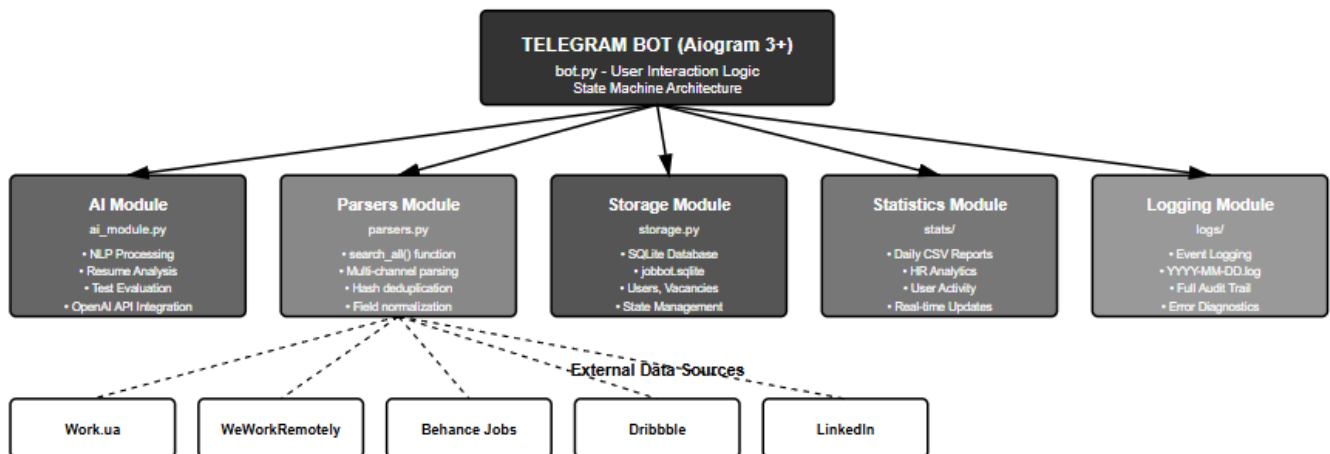 TELEGRAM BOT (Aiogram 3+)
bot.py - User Interaction Logic
State Machine Architecture
AI Module
ai_module.py
• NLP Processing
• Resume Analysis
• Test Evaluation
• OpenAI API Integration
Parsers Module
parsers.py
• search_all() function
• Multi-channel parsing
• Hash deduplication
• Field normalization
Storage Module
storage.py
• SQLite Database
• jobbot.sqlite
• Users, Vacancies
• State Management
Statistics Module
stats/
• Daily CSV Reports
• HR Analytics
• User Activity
• Real-time Updates
Logging Module
logs/
• Event Logging
• YYYY-MM-DD.log
• Full Audit Trail
• Error Diagnostics
External Data Sources
Work.ua
WeWorkRemotely
Behance Jobs
Dribbble
LinkedIn